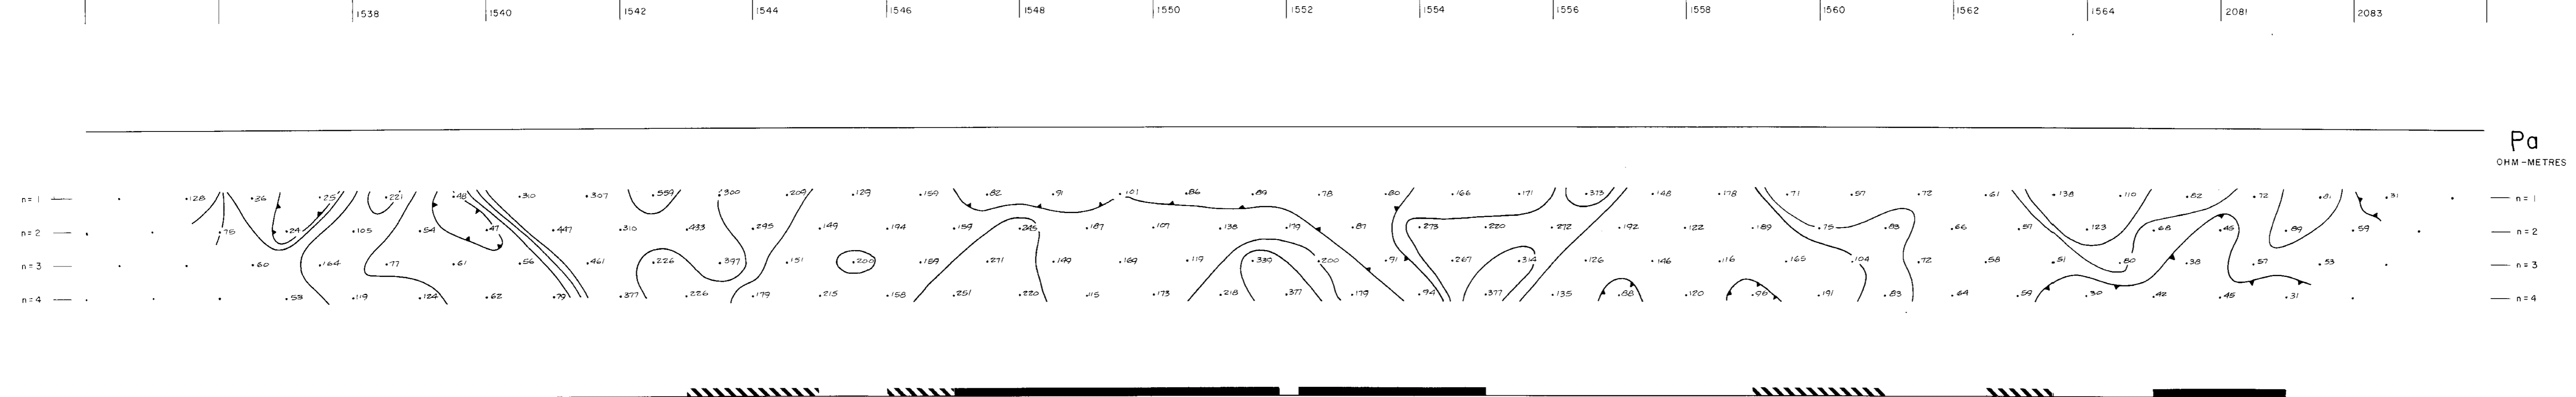 1538 1540 1542 1544 1546 1548 1550 1552 1554 1556 1558 1560 1562 1564 2081 2083
Pa
OHM-METRES
n=1 .128 .36 .25 .221 .48 .310 .307 .559 .300 .209 .129 .159 .82 .91 .101 .86 .89 .78 .80 .166 .171 .313 .148 .178 .71 .57 .72 .61 .138 .110 .82 .72 .81 .31 n=1
n=2 .76 .24 .105 .54 .47 .447 .310 .433 .295 .149 .194 .159 .245 .187 .107 .138 .179 .87 .273 .220 .272 .192 .122 .189 .75 .83 .66 .57 .123 .68 .45 .89 .59 n=2
n=3 .60 .164 .77 .61 .56 .461 .226 .397 .151 .200 .189 .271 .149 .169 .119 .339 .200 .91 .267 .314 .126 .146 .116 .165 .104 .72 .58 .51 .80 .38 .57 .53 n=3
n=4 .53 .119 .124 .62 .79 .377 .226 .179 .215 .158 .251 .220 .115 .173 .218 .377 .179 .94 .377 .135 .88 .120 .96 .191 .83 .64 .59 .30 .42 .45 .31 n=4